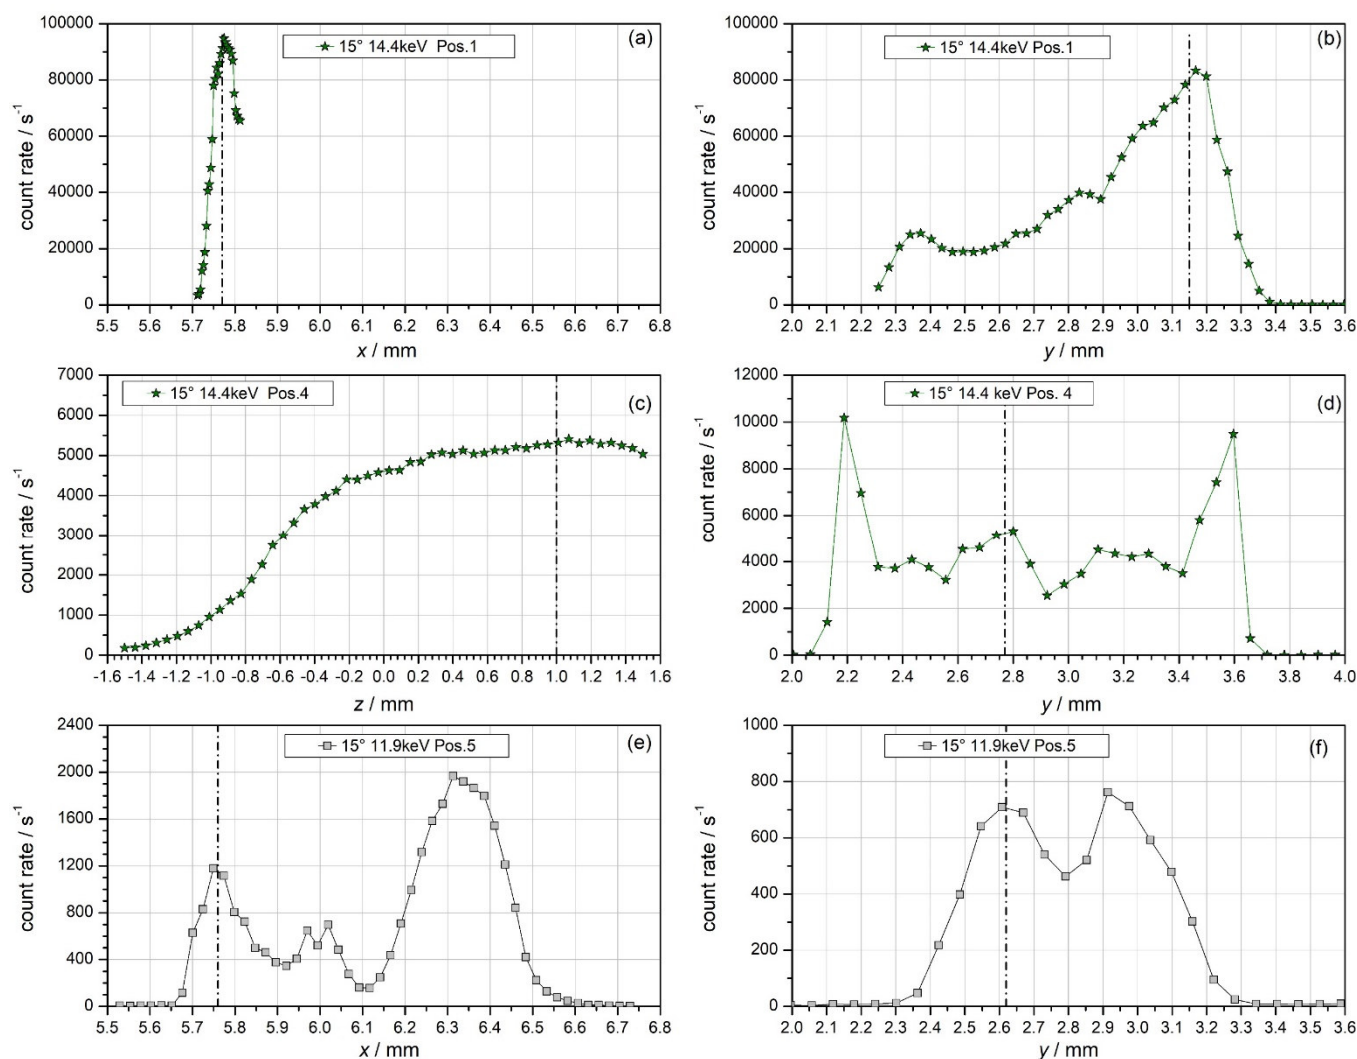 100000
80000
60000
40000
20000
0
count rate / s⁻¹
15° 14.4keV Pos.1
(a)
5.5 5.6 5.7 5.8 5.9 6.0 6.1 6.2 6.3 6.4 6.5 6.6 6.7 6.8
x / mm
100000
80000
60000
40000
20000
0
count rate / s⁻¹
15° 14.4keV Pos.1
(b)
2.0 2.1 2.2 2.3 2.4 2.5 2.6 2.7 2.8 2.9 3.0 3.1 3.2 3.3 3.4 3.5 3.6
y / mm
7000
6000
5000
4000
3000
2000
1000
0
count rate / s⁻¹
15° 14.4keV Pos.4
(c)
-1.6 -1.4 -1.2 -1.0 -0.8 -0.6 -0.4 -0.2 0.0 0.2 0.4 0.6 0.8 1.0 1.2 1.4 1.6
z / mm
12000
10000
8000
6000
4000
2000
0
count rate / s⁻¹
15° 14.4 keV Pos. 4
(d)
2.0 2.2 2.4 2.6 2.8 3.0 3.2 3.4 3.6 3.8 4.0
y / mm
2400
2000
1600
1200
800
400
0
count rate / s⁻¹
15° 11.9keV Pos.5
(e)
5.5 5.6 5.7 5.8 5.9 6.0 6.1 6.2 6.3 6.4 6.5 6.6 6.7 6.8
x / mm
1000
800
600
400
200
0
count rate / s⁻¹
15° 11.9keV Pos.5
(f)
2.0 2.1 2.2 2.3 2.4 2.5 2.6 2.7 2.8 2.9 3.0 3.1 3.2 3.3 3.4 3.5 3.6
y / mm